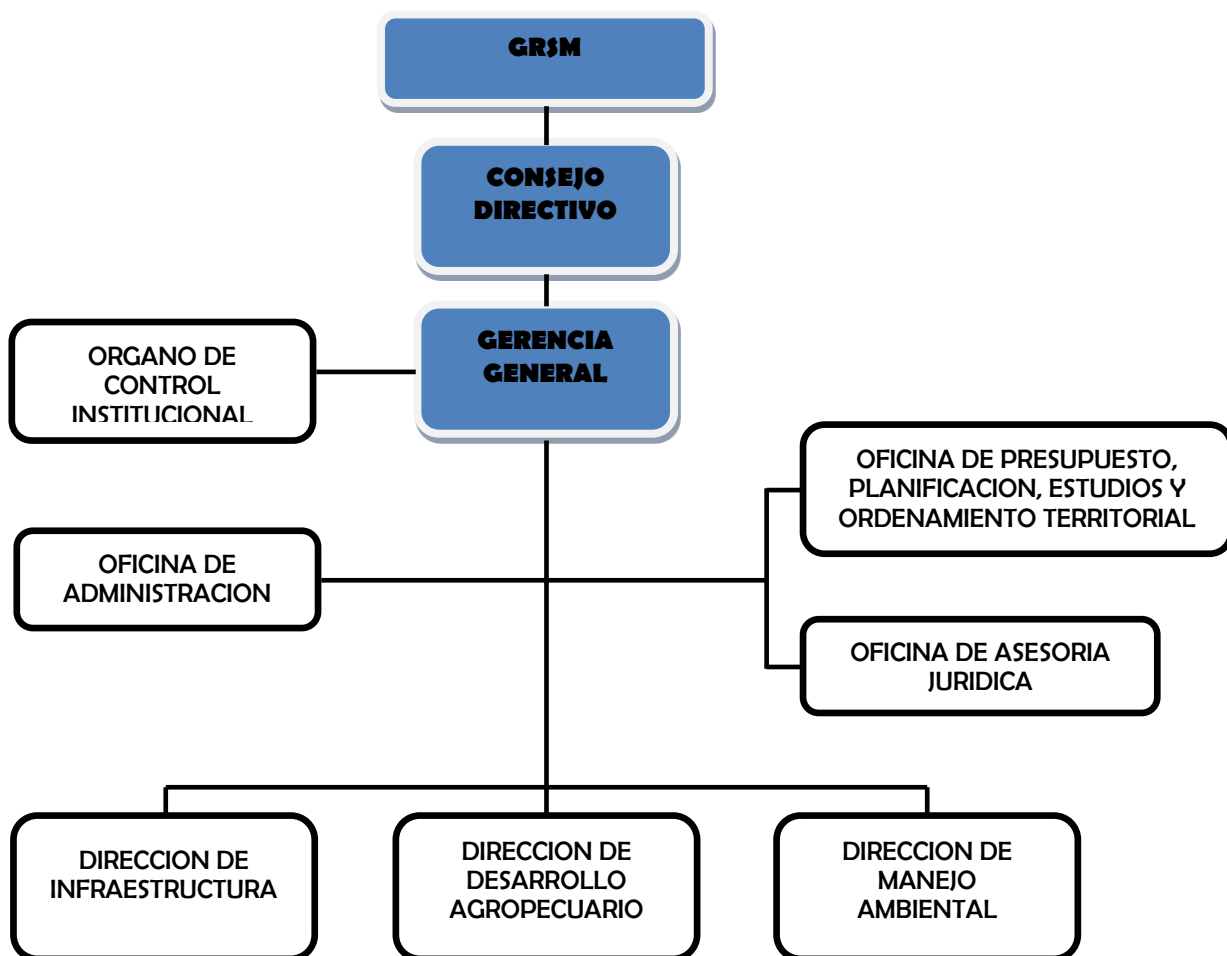 GRSM
CONSEJO
DIRECTIVO
GERENCIA
GENERAL
ORGANO DE
CONTROL
INSTITUCIONAL
OFICINA DE PRESUPUESTO,
PLANIFICACION, ESTUDIOS Y
ORDENAMIENTO TERRITORIAL
OFICINA DE
ADMINISTRACION
OFICINA DE ASESORIA
JURIDICA
DIRECCION DE
INFRAESTRUCTURA
DIRECCION DE
DESARROLLO
AGROPECUARIO
DIRECCION DE
MANEJO
AMBIENTAL